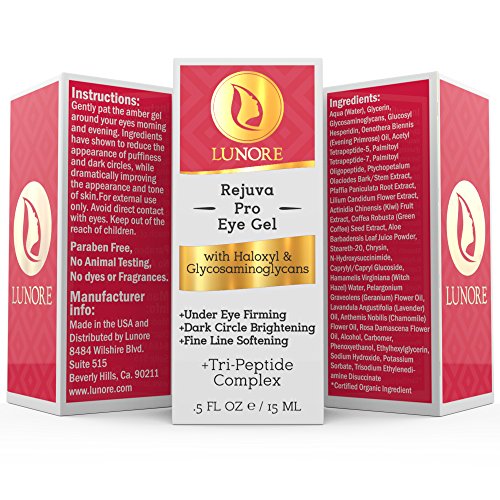 Instructions:
Gently pat the amber gel
around your eyes morning
and evening. Ingredients
have shown to reduce the
appearance of puffiness
and dark circles, while
dramatically improving
the appearance and tone
of skin.For external use
only. Avoid direct contact
with eyes. Keep out of the
reach of children.
Paraben Free,
No Animal Testing,
No dyes or Fragrances.
Manufacturer
info:
Made in the USA and
Distributed by Lunore
8484 Wilshire Blvd.
Suite 515
Beverly Hills, Ca. 90211
www.lunore.com
LUNORE
LUNORE
Rejuva
Pro
Eye Gel
with Haloxyl &
Glycosaminoglycans
+Under Eye Firming
+Dark Circle Brightening
+Fine Line Softening
+Tri-Peptide
Complex
.5 FL OZ e / 15 ML
Ingredients:
Aqua (Water), Glycerin,
Glycosaminoglycans, Glucosyl
Hesperidin, Oenothera Biennis
(Evening Primrose) Oil, Acetyl
Tetrapeptide-5, Palmitoyl
Tetrapeptide-7, Palmitoyl
Oligopeptide, Ptychopetalum
Olaciodes Bark/Stem Extract,
Pfaffia Paniculata Root Extract,
Lilium Candidum Flower Extract,
Actinidia Chinensis (Kiwi) Fruit
Extract, Coffea Robusta (Green
Coffee) Seed Extract, Aloe
Barbadensis Leaf Juice Powder,
Steareth-20, Chrysin,
N-Hydroxysuccinimide,
Caprylyl/Capryl Glucoside,
Hamamelis Virginiana (Witch
Hazel) Water, Pelargonium
Graveolens (Geranium) Flower Oil,
Lavandula Angustifolia (Lavender)
Oil, Anthemis Nobilis (Chamomile)
Flower Oil, Rosa Damascena Flower
Oil, Alcohol, Carbomer,
Phenoxyethanol, Ethylhexylglycerin,
Sodium Hydroxide, Potassium
Sorbate, Trisodium Ethylenedi-
amine Disuccinate
*Certified Organic Ingredient
LUNORE